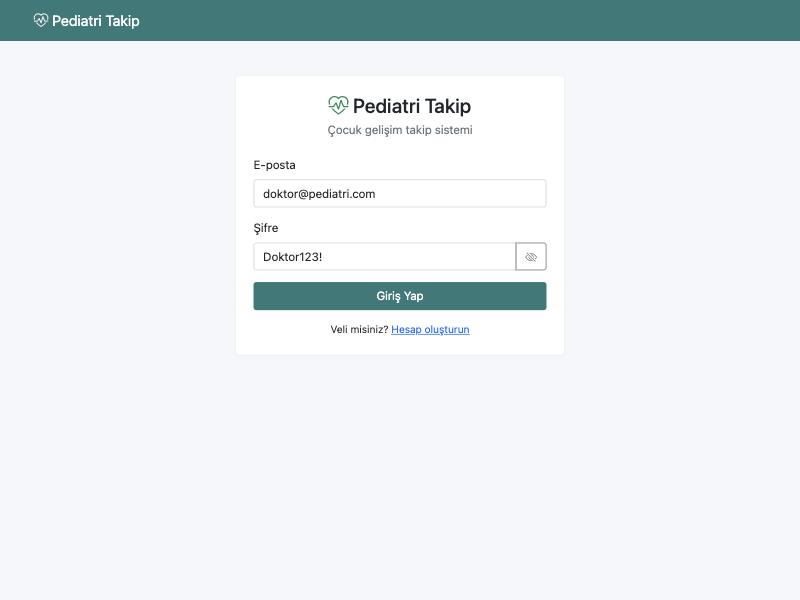 Pediatri Takip
Pediatri Takip
Çocuk gelişim takip sistemi
E-posta
doktor@pediatri.com
Şifre
Doktor123!
Giriş Yap
Veli misiniz? Hesap oluşturun